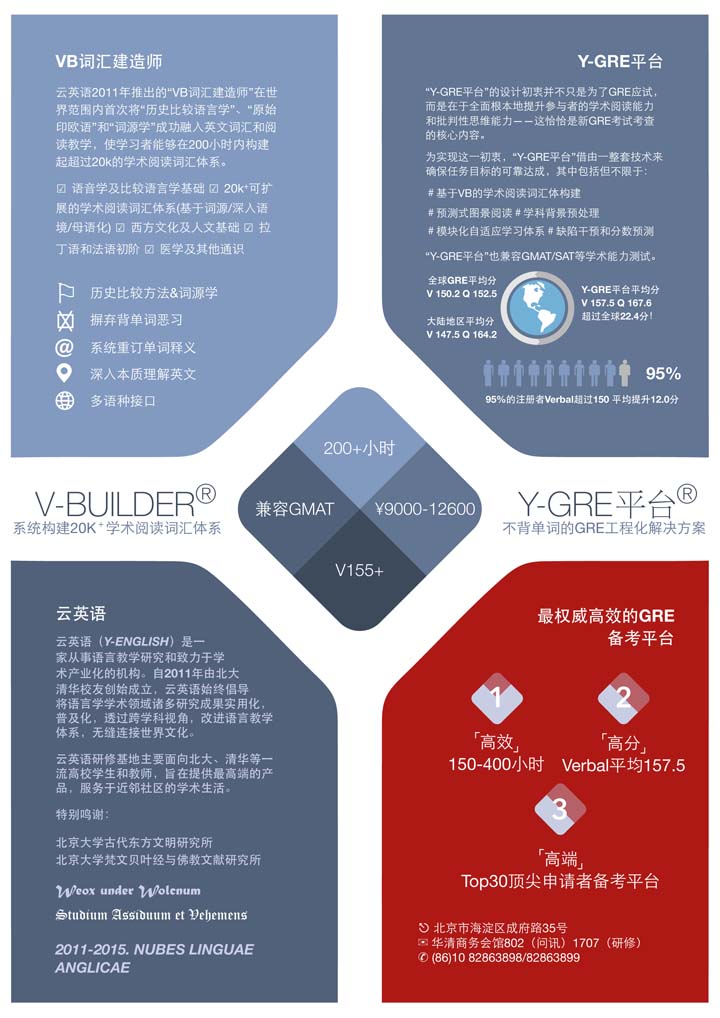 VB词汇建造师
云英语2011年推出的“VB词汇建造师”在世
界范围内首次将“历史比较语言学”、“原始
印欧语”和“词源学”成功融入英文词汇和阅
读教学，使学习者能够在200小时内构建
起超过20k的学术阅读词汇体系。
☑ 语音学及比较语言学基础 ☑ 20k⁺可扩
展的学术阅读词汇体系(基于词源/深入语
境/母语化) ☑ 西方文化及人文基础 ☑ 拉
丁语和法语初阶 ☑ 医学及其他通识
历史比较方法&词源学
摒弃背单词恶习
@ 系统重订单词释义
深入本质理解英文
多语种接口
Y-GRE平台
“Y-GRE平台”的设计初衷并不只是为了GRE应试，
而是在于全面根本地提升参与者的学术阅读能力
和批判性思维能力——这恰恰是新GRE考试考查
的核心内容。
为实现这一初衷，“Y-GRE平台”借由一整套技术来
确保任务目标的可靠达成，其中包括但不限于：
# 基于VB的学术阅读词汇体构建
# 预测式图景阅读 # 学科背景预处理
# 模块化自适应学习体系 # 缺陷干预和分数预测
“Y-GRE平台”也兼容GMAT/SAT等学术能力测试。
全球GRE平均分
V 150.2 Q 152.5
大陆地区平均分
V 147.5 Q 164.2
Y-GRE平台平均分
V 157.5 Q 167.6
超过全球22.4分！
95%
95%的注册者Verbal超过150 平均提升12.0分
V-BUILDER®
系统构建20K⁺学术阅读词汇体系
200+小时
兼容GMAT
¥9000-12600
V155+
Y-GRE平台®
不背单词的GRE工程化解决方案
云英语
云英语（Y-ENGLISH）是一
家从事语言教学研究和致力于学
术产业化的机构。自2011年由北大
清华校友创始成立，云英语始终倡导
将语言学学术领域诸多研究成果实用化，
普及化，透过跨学科视角，改进语言教学
体系，无缝连接世界文化。
云英语研修基地主要面向北大、清华等一
流高校学生和教师，旨在提供最高端的产
品，服务于近邻社区的学术生活。
特别鸣谢：
北京大学古代东方文明研究所
北京大学梵文贝叶经与佛教文献研究所
Weox under Wolcnum
Studium Assiduum et Vehemens
2011-2015. NUBES LINGUAE
ANGLICAE
最权威高效的GRE
备考平台
1
「高效」
150-400小时
2
「高分」
Verbal平均157.5
3
「高端」
Top30顶尖申请者备考平台
北京市海淀区成府路35号
✉ 华清商务会馆802（问讯）1707（研修）
✆ (86)10 82863898/82863899